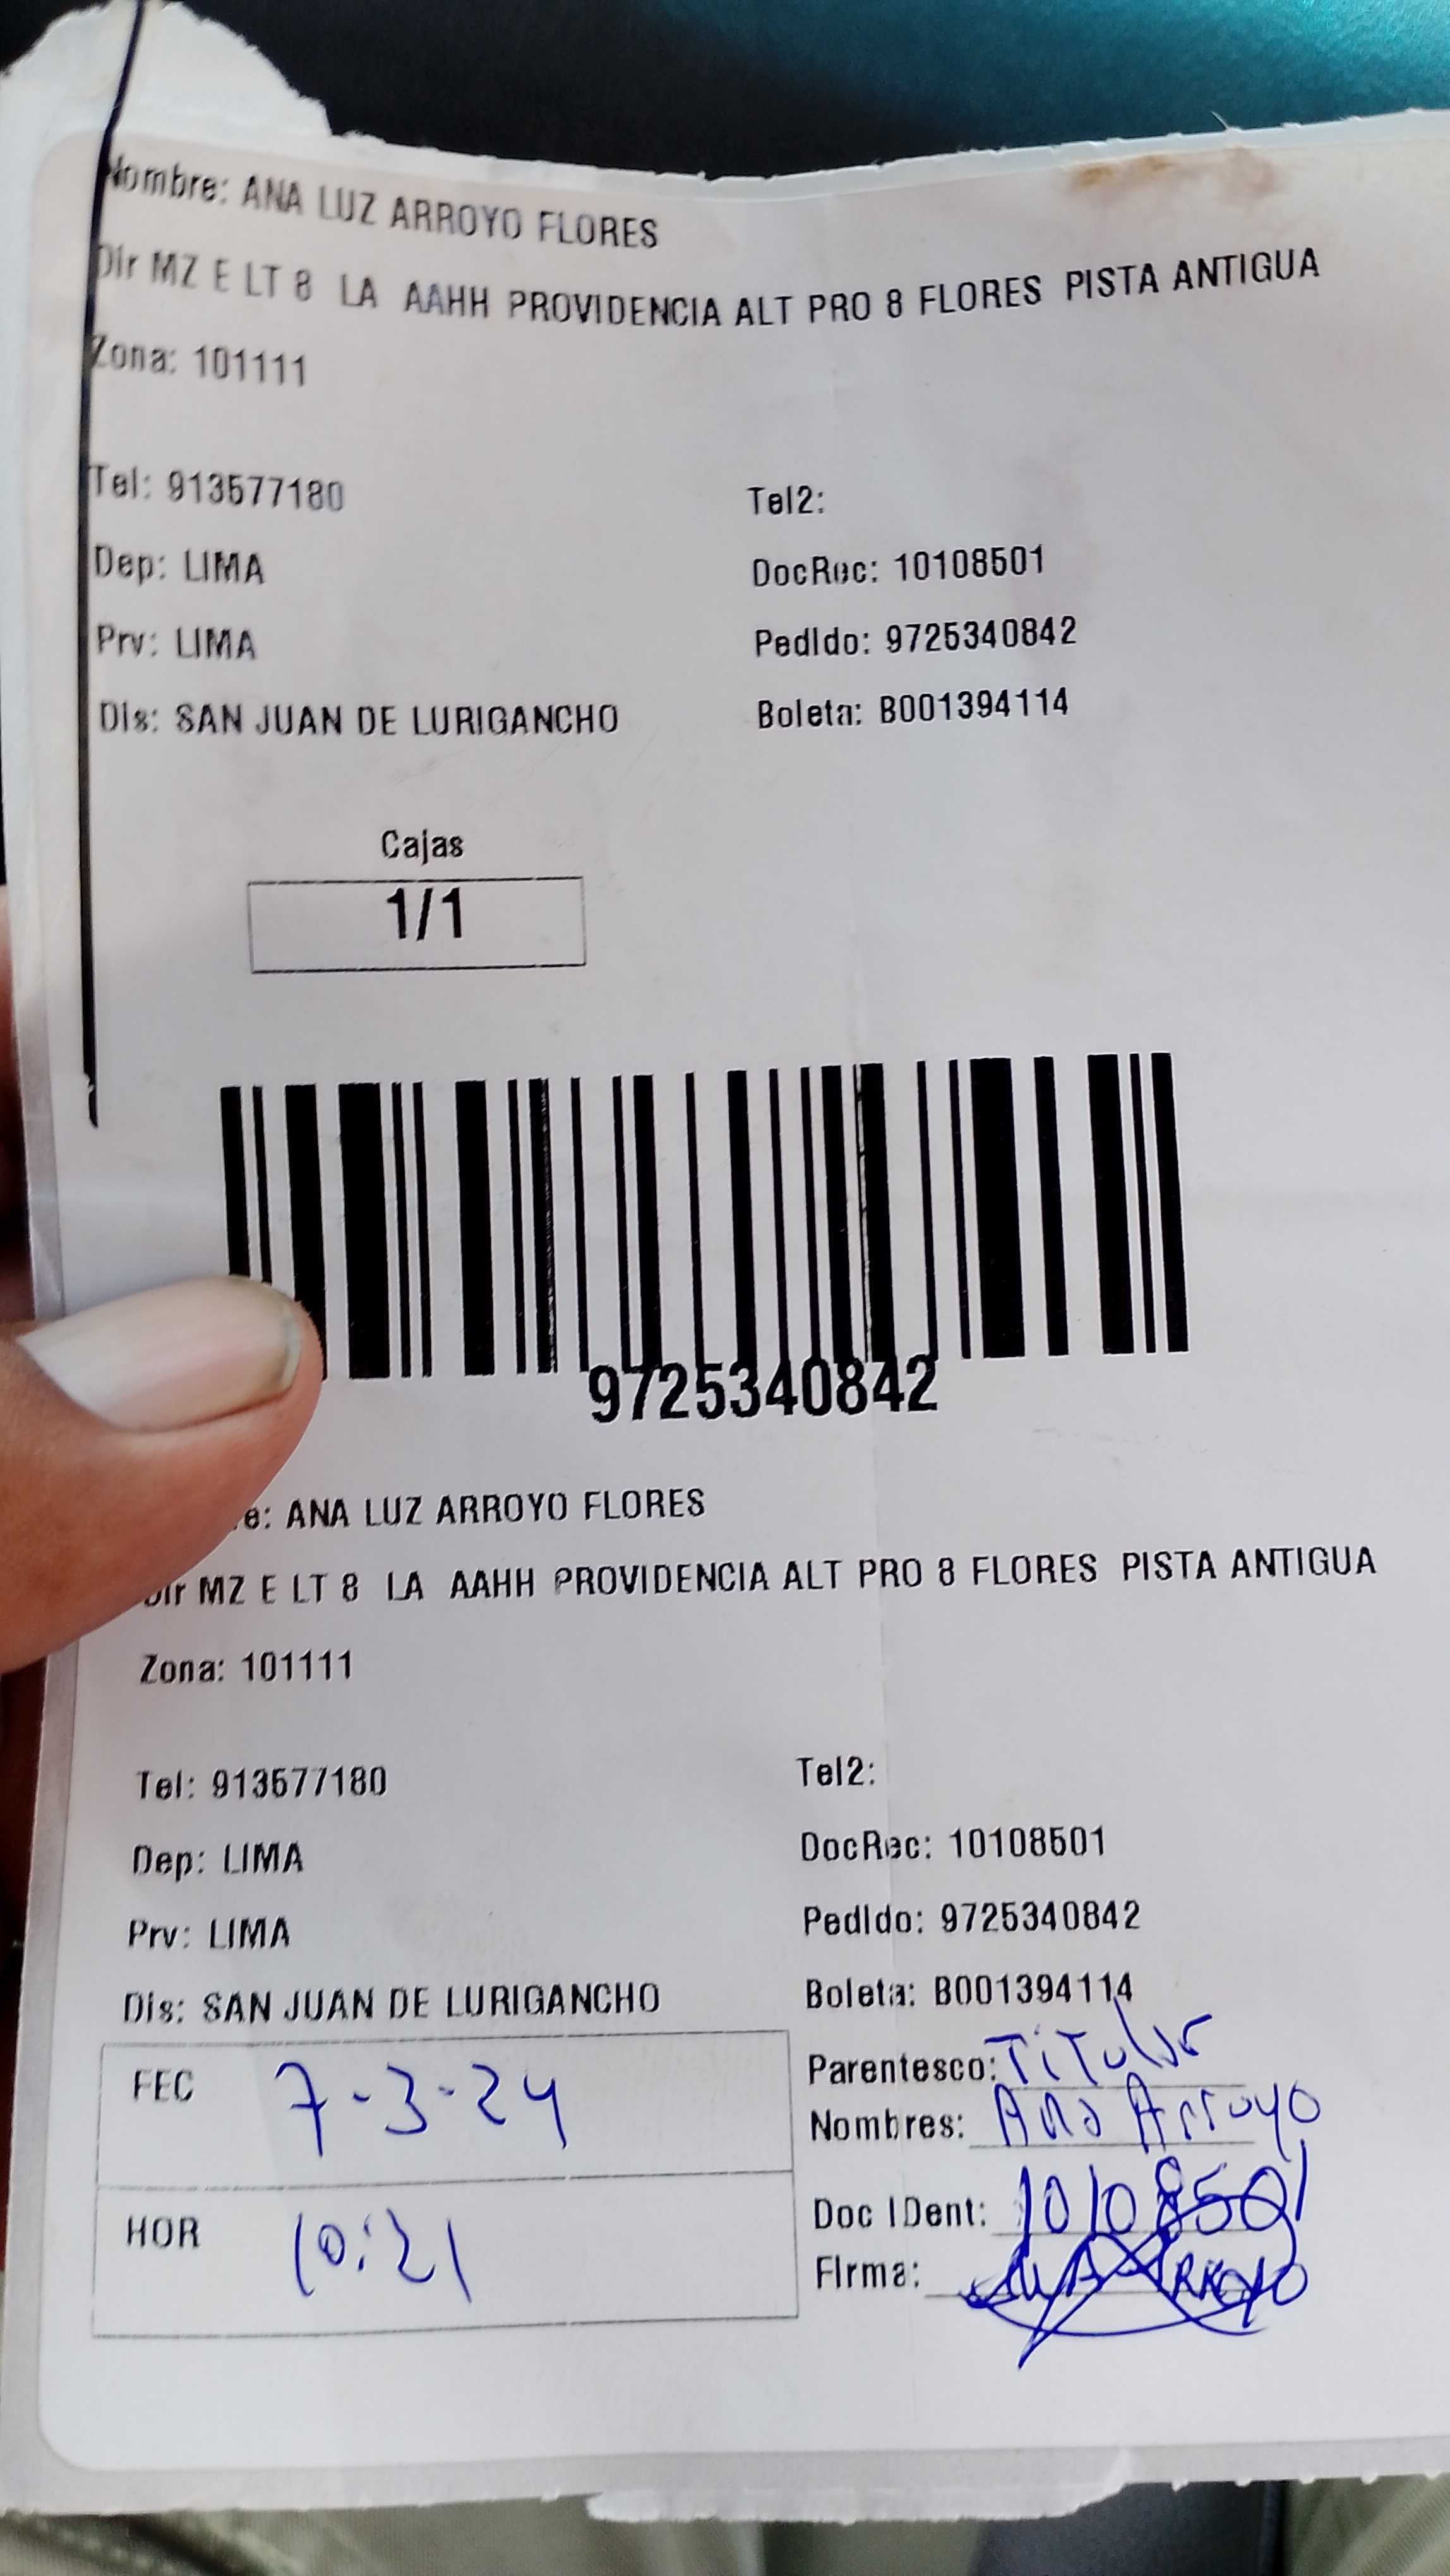 Nombre: ANA LUZ ARROYO FLORES
Dir MZ E LT 8 LA AAHH PROVIDENCIA ALT PRO 8 FLORES PISTA ANTIGUA
Zona: 101111
Tel: 913577180 Tel2:
Dep: LIMA DocRec: 10108501
Prv: LIMA Pedido: 9725340842
Dis: SAN JUAN DE LURIGANCHO Boleta: B001394114
Cajas
1/1
9725340842
e: ANA LUZ ARROYO FLORES
Dir MZ E LT 8 LA AAHH PROVIDENCIA ALT PRO 8 FLORES PISTA ANTIGUA
Zona: 101111
Tel: 913577180 Tel2:
Dep: LIMA DocRec: 10108501
Prv: LIMA Pedido: 9725340842
Dis: SAN JUAN DE LURIGANCHO Boleta: B001394114
FEC 7-3-24
Parentesco: Titular
Nombres: Ana Arroyo
HOR 10:21
Doc IDent: 10108501
Firma: Ana Arroyo